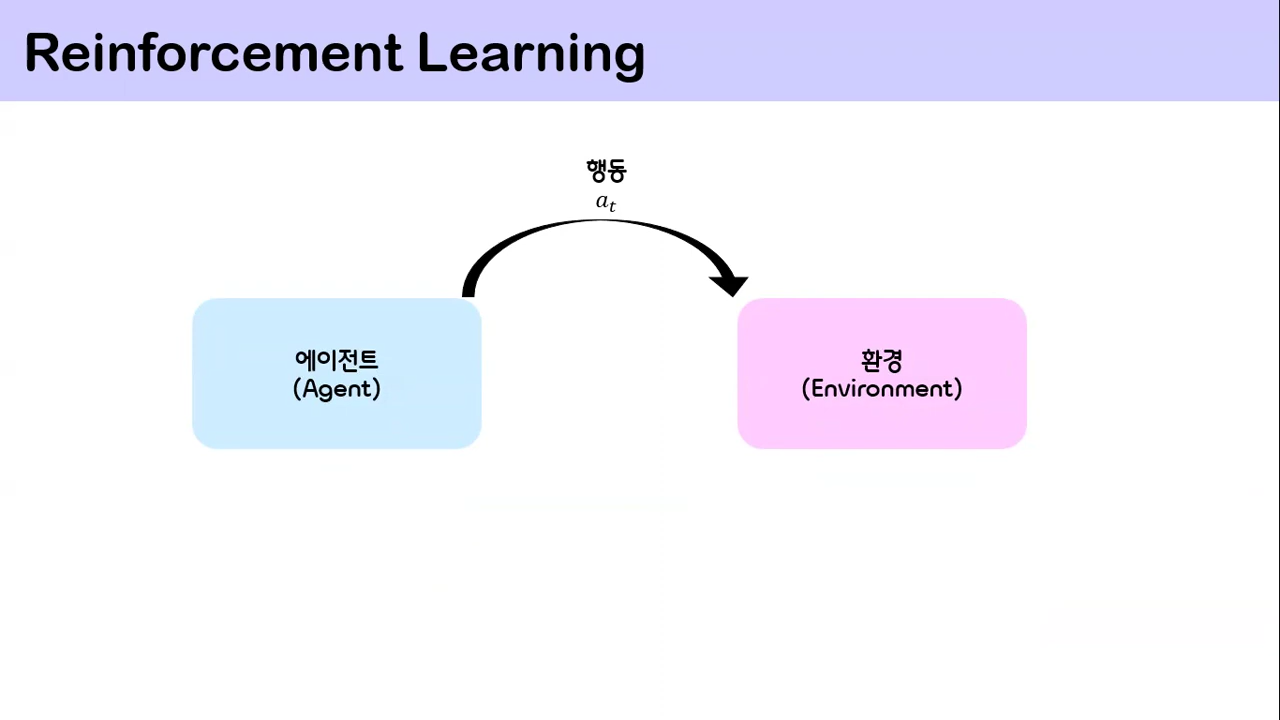 Reinforcement Learning
행동
a_t
에이전트
(Agent)
환경
(Environment)